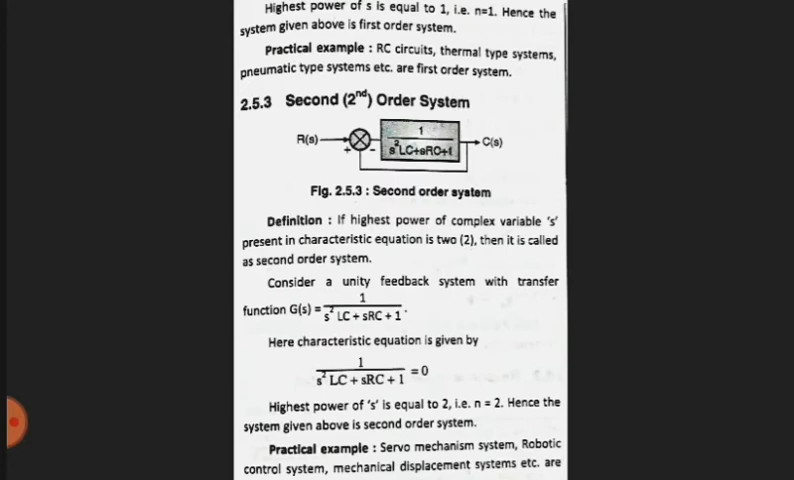 Highest power of s is equal to 1, i.e. n=1. Hence the
system given above is first order system.
Practical example : RC circuits, thermal type systems,
pneumatic type systems etc. are first order system.
2.5.3 Second (2nd) Order System
R(s)
+
-
1
s²LC+sRC+1
C(s)
Fig. 2.5.3 : Second order system
Definition : If highest power of complex variable 's'
present in characteristic equation is two (2), then it is called
as second order system.
Consider a unity feedback system with transfer
function G(s) = 1 / s² LC + sRC + 1 .
Here characteristic equation is given by
1 / s² LC + sRC + 1 = 0
Highest power of 's' is equal to 2, i.e. n = 2. Hence the
system given above is second order system.
Practical example : Servo mechanism system, Robotic
control system, mechanical displacement systems etc. are